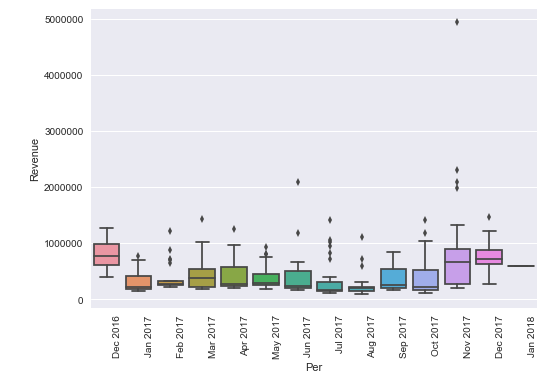 5000000
4000000
3000000
2000000
1000000
0
Revenue
Dec 2016
Jan 2017
Feb 2017
Mar 2017
Apr 2017
May 2017
Jun 2017
Jul 2017
Aug 2017
Sep 2017
Oct 2017
Nov 2017
Dec 2017
Jan 2018
Per